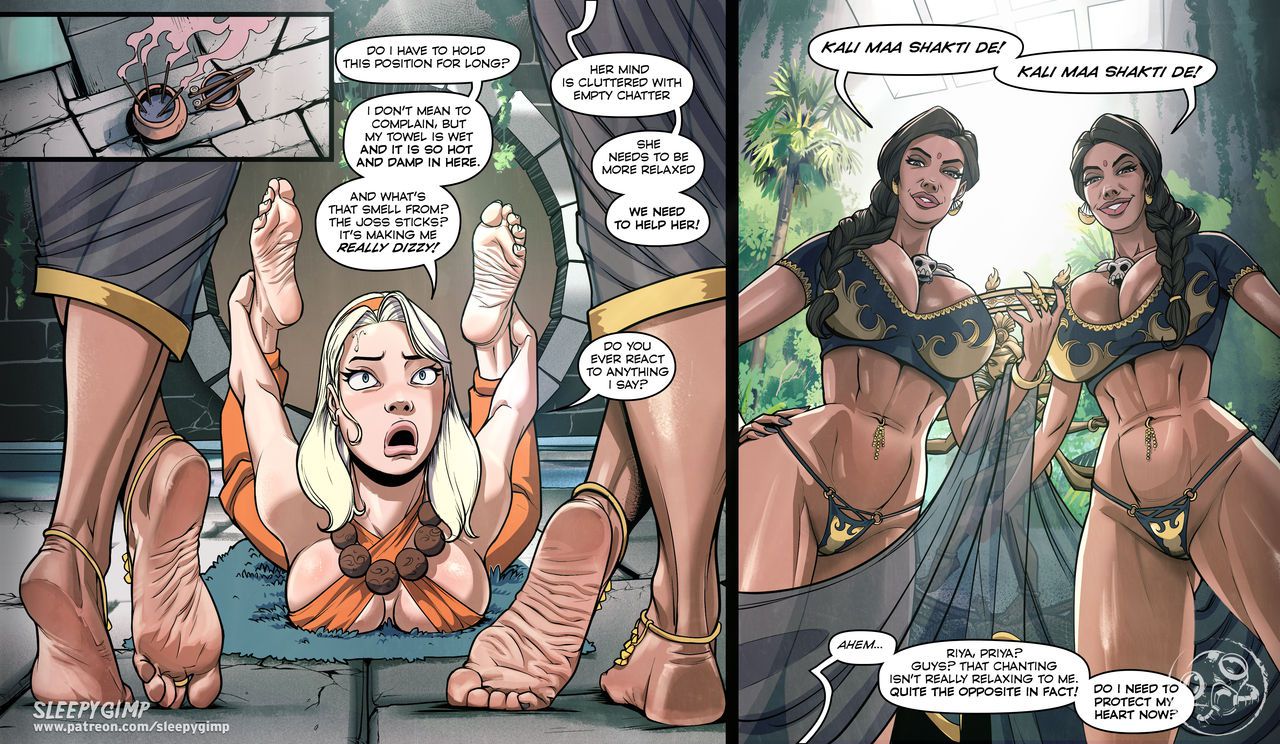 DO I HAVE TO HOLD
THIS POSITION FOR LONG?
I DON'T MEAN TO
COMPLAIN, BUT
MY TOWEL IS WET
AND IT IS SO HOT
AND DAMP IN HERE.
AND WHAT'S
THAT SMELL FROM?
THE JOSS STICKS?
IT'S MAKING ME
REALLY DIZZY!
HER MIND
IS CLUTTERED WITH
EMPTY CHATTER
SHE
NEEDS TO BE
MORE RELAXED
WE NEED
TO HELP HER!
DO YOU
EVER REACT
TO ANYTHING
I SAY?
SLEEPYGIMP
www.patreon.com/sleepygimp
KALI MAA SHAKTI DE!
KALI MAA SHAKTI DE!
AHEM...
RIYA, PRIYA?
GUYS? THAT CHANTING
ISN'T REALLY RELAXING TO ME.
QUITE THE OPPOSITE IN FACT!
DO I NEED TO
PROTECT MY
HEART NOW?